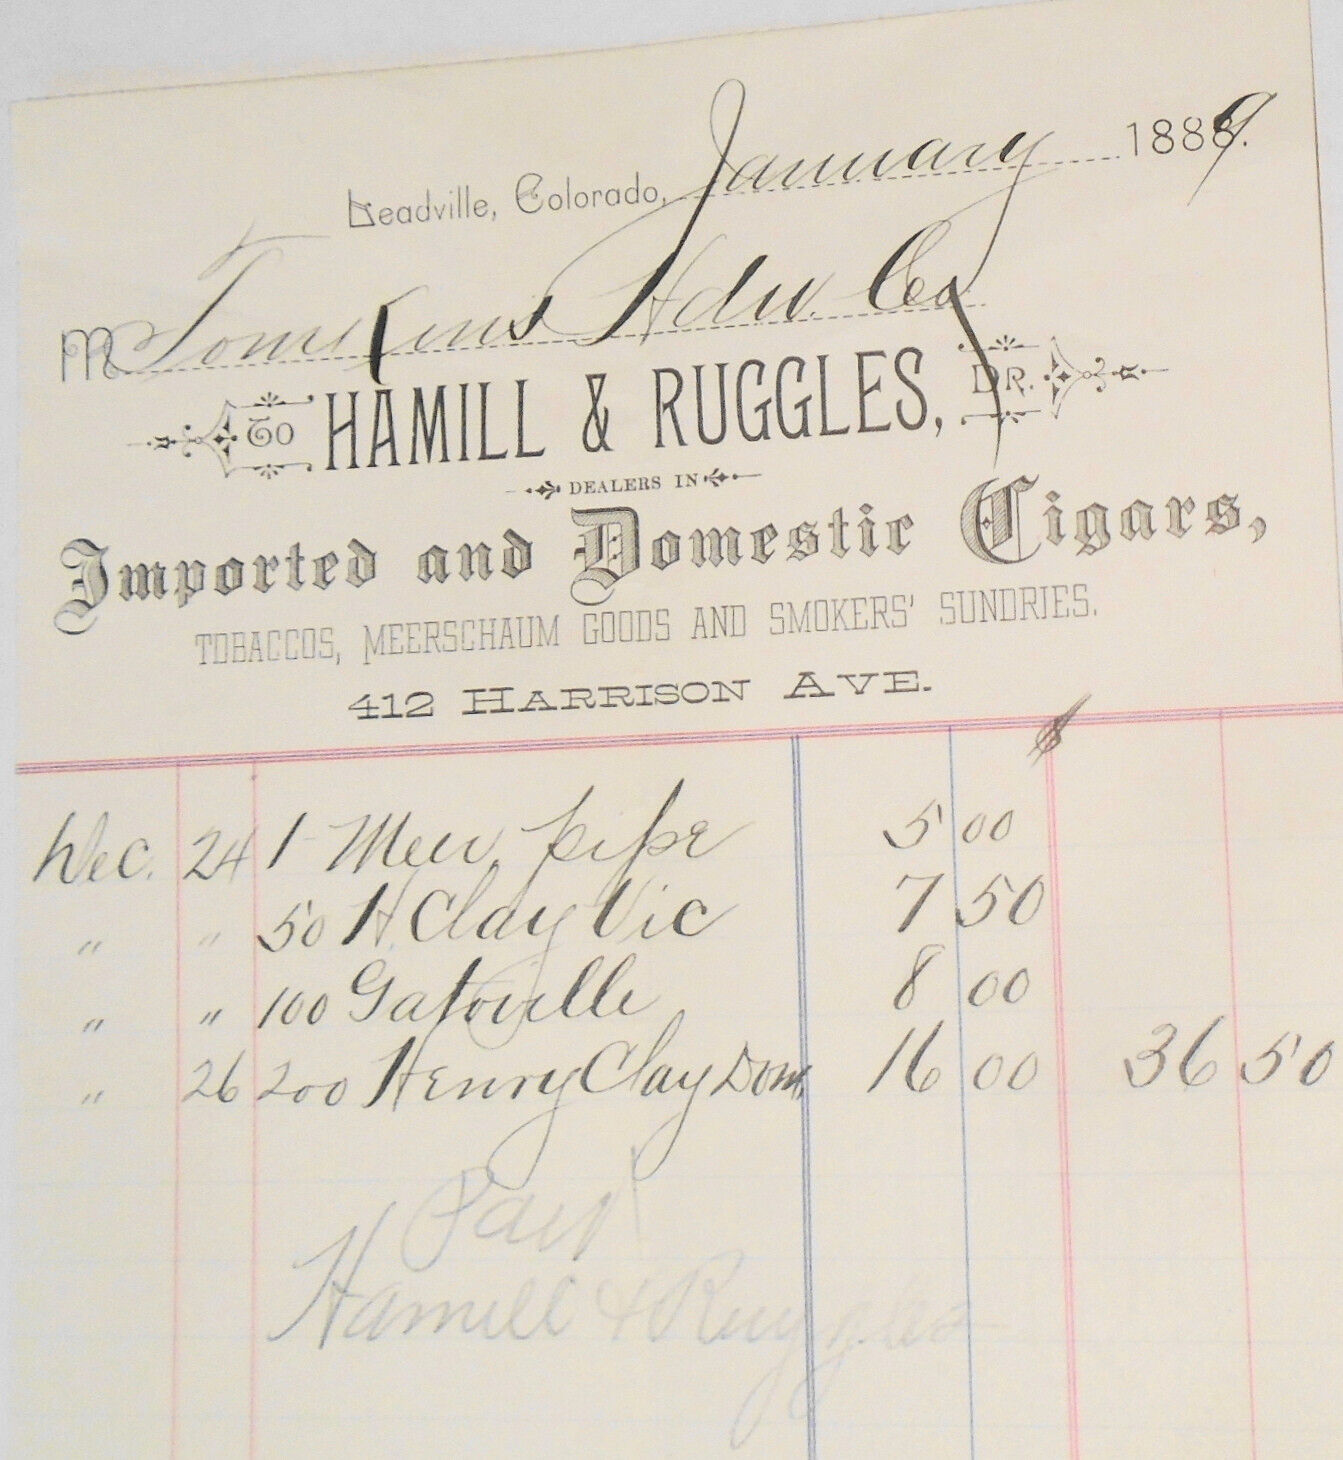 Leadville, Colorado, January 1889.
M Tomkins Hdw. Co
To HAMILL & RUGGLES, DR.
DEALERS IN
Imported and Domestic Cigars,
TOBACCOS, MEERSCHAUM GOODS AND SMOKERS' SUNDRIES.
412 HARRISON AVE.
Dec. 24 1 Meer. pipe 5 00
" " 50 H. Clay Vic 7 50
" " 100 8 00
" 26 200 Henry Clay Dom. 16 00 36 50
Paid
Hamill & Ruggles